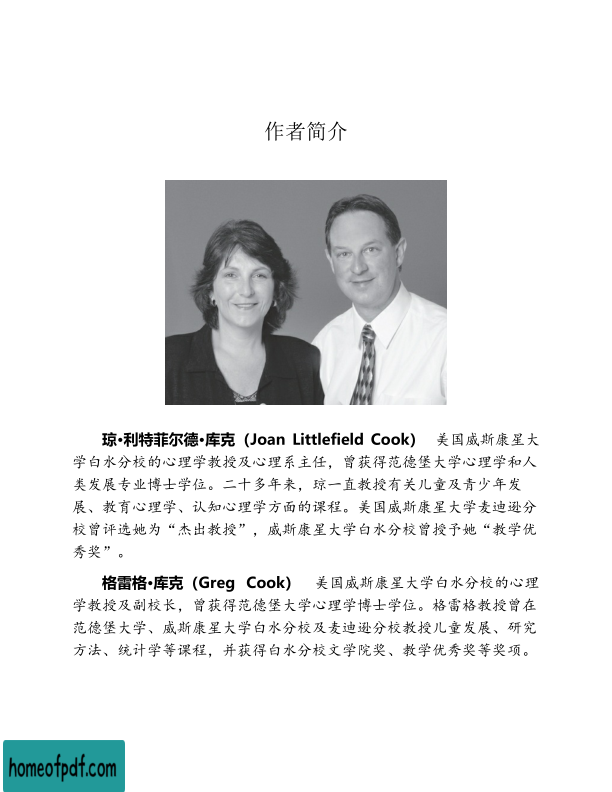 作者简介
琼·利特菲尔德·库克（Joan Littlefield Cook） 美国威斯康星大
学白水分校的心理学教授及心理系主任，曾获得范德堡大学心理学和人
类发展专业博士学位。二十多年来，琼一直教授有关儿童及青少年发
展、教育心理学、认知心理学方面的课程。美国威斯康星大学麦迪逊分
校曾评选她为“杰出教授”，威斯康星大学白水分校曾授予她“教学优
秀奖”。
格雷格·库克（Greg Cook） 美国威斯康星大学白水分校的心理
学教授及副校长，曾获得范德堡大学心理学博士学位。格雷格教授曾在
范德堡大学、威斯康星大学白水分校及麦迪逊分校教授儿童发展、研究
方法、统计学等课程，并获得白水分校文学院奖、教学优秀奖等奖项。
homeofpdf.com